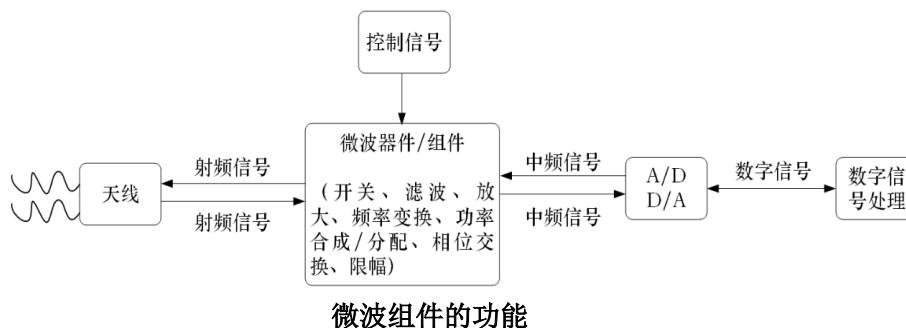 控制信号
微波器件/组件
(开关、滤波、放
大、频率变换、功率
合成/分配、相位交
换、限幅)
天线
射频信号
射频信号
中频信号
中频信号
A/D
D/A
数字信号
数字信
号处理
微波组件的功能